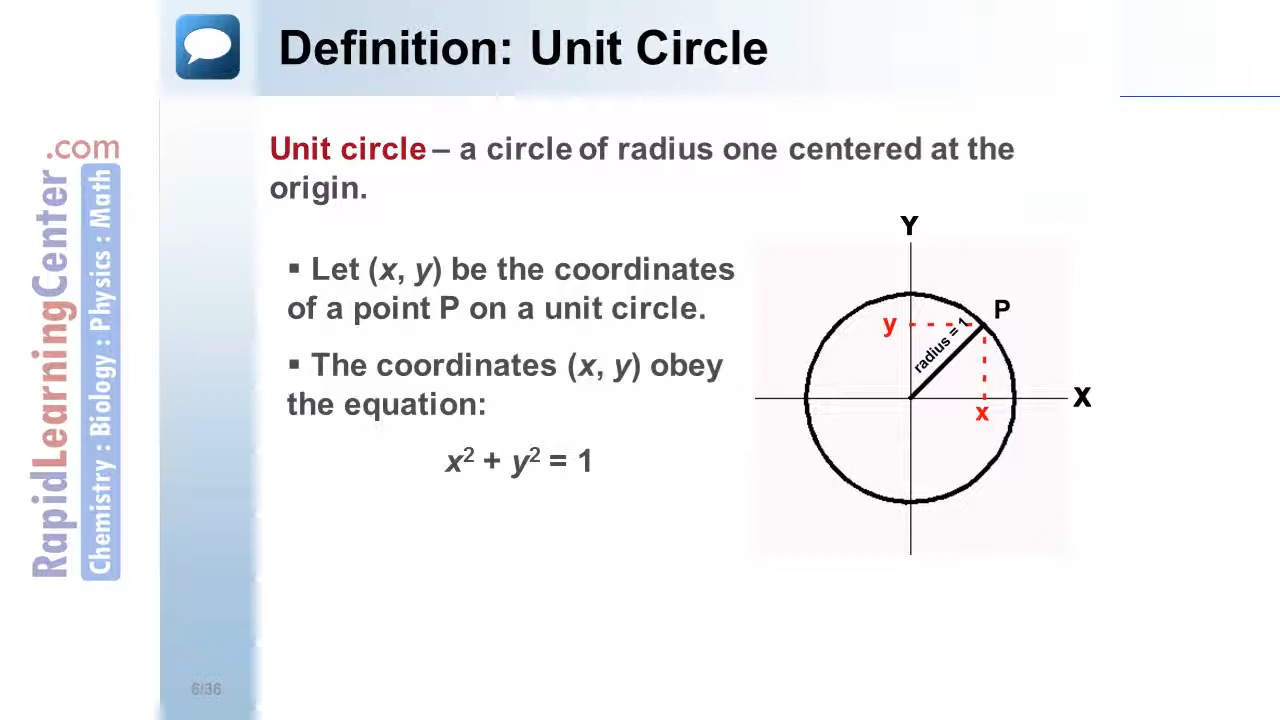 Definition: Unit Circle
Unit circle – a circle of radius one centered at the
origin.
▪ Let (x, y) be the coordinates
of a point P on a unit circle.
▪ The coordinates (x, y) obey
the equation:
x² + y² = 1
Y
P
y
radius = 1
X
x
RapidLearningCenter.com
Chemistry : Biology : Physics : Math
6/36